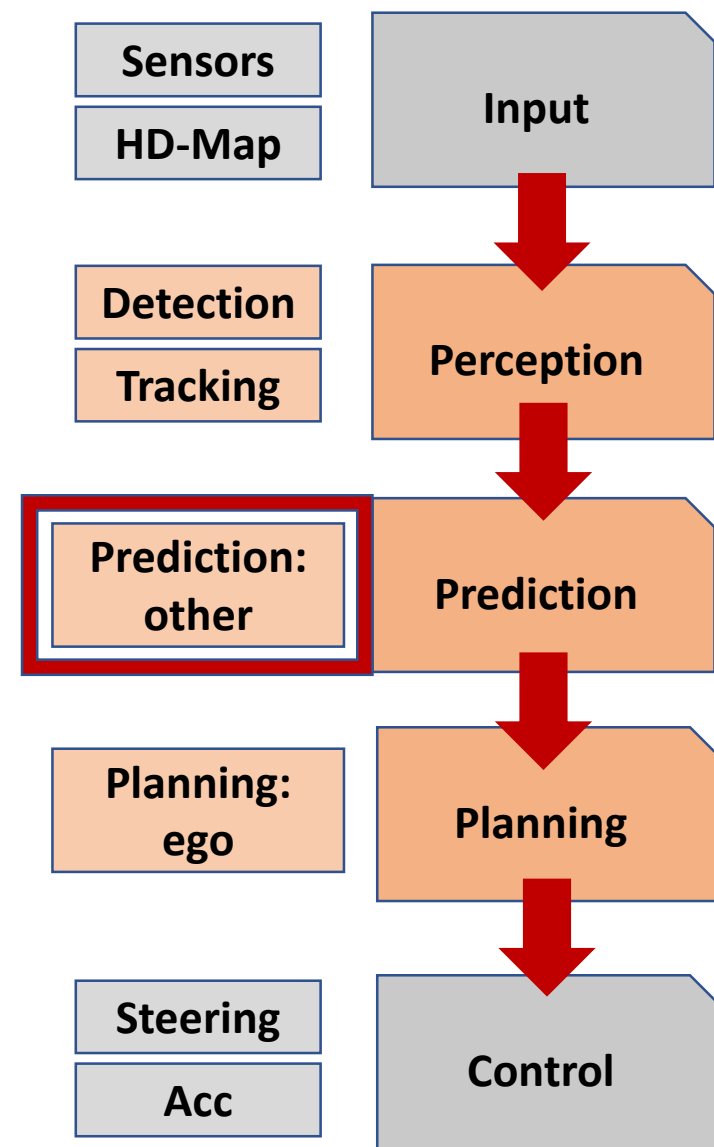 Sensors
HD-Map
Input
Detection
Tracking
Perception
Prediction:
other
Prediction
Planning:
ego
Planning
Steering
Acc
Control